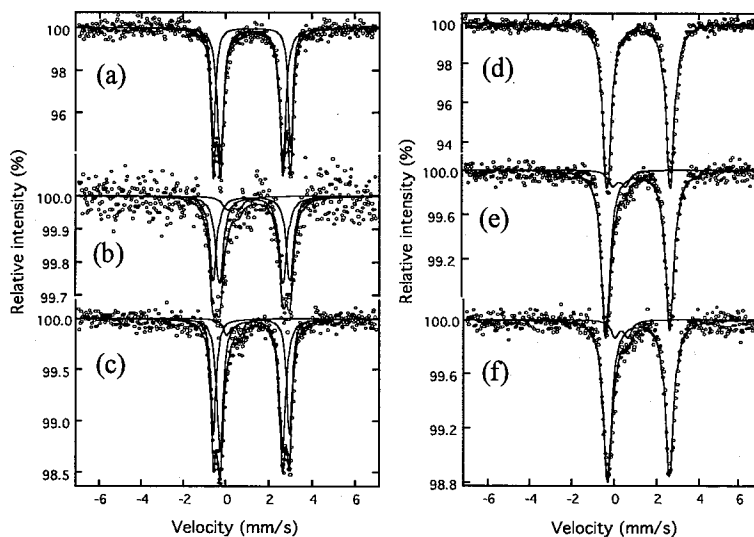 100
98
96
(a)
100.0
99.9
99.8
99.7
(b)
100.0
99.5
99.0
98.5
(c)
-6 -4 -2 0 2 4 6
Velocity (mm/s)
Relative intensity (%)
100
98
96
94
(d)
100.0
99.6
99.2
(e)
100.0
99.6
99.2
98.8
(f)
-6 -4 -2 0 2 4 6
Velocity (mm/s)
Relative intensity (%)